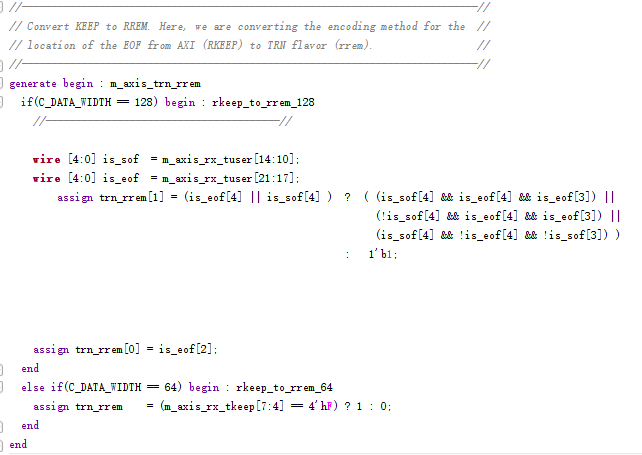 //——————————————————————————//
// Convert KEEP to RREM. Here, we are converting the encoding method for the //
// location of the EOF from AXI (RKEEP) to TRN flavor (rrem). //
//——————————————————————————//
generate begin : m_axis_trn_rrem
if(C_DATA_WIDTH == 128) begin : rkeep_to_rrem_128
//—————————————//
wire [4:0] is_sof = m_axis_rx_tuser[14:10];
wire [4:0] is_eof = m_axis_rx_tuser[21:17];
assign trn_rrem[1] = (is_eof[4] || is_sof[4] ) ? ( (is_sof[4] && is_eof[4] && is_eof[3]) ||
(!is_sof[4] && is_eof[4] && is_eof[3]) ||
(is_sof[4] && !is_eof[4] && !is_sof[3]) )
: 1'b1;
assign trn_rrem[0] = is_eof[2];
end
else if(C_DATA_WIDTH == 64) begin : rkeep_to_rrem_64
assign trn_rrem = (m_axis_rx_tkeep[7:4] == 4'hF) ? 1 : 0;
end
end